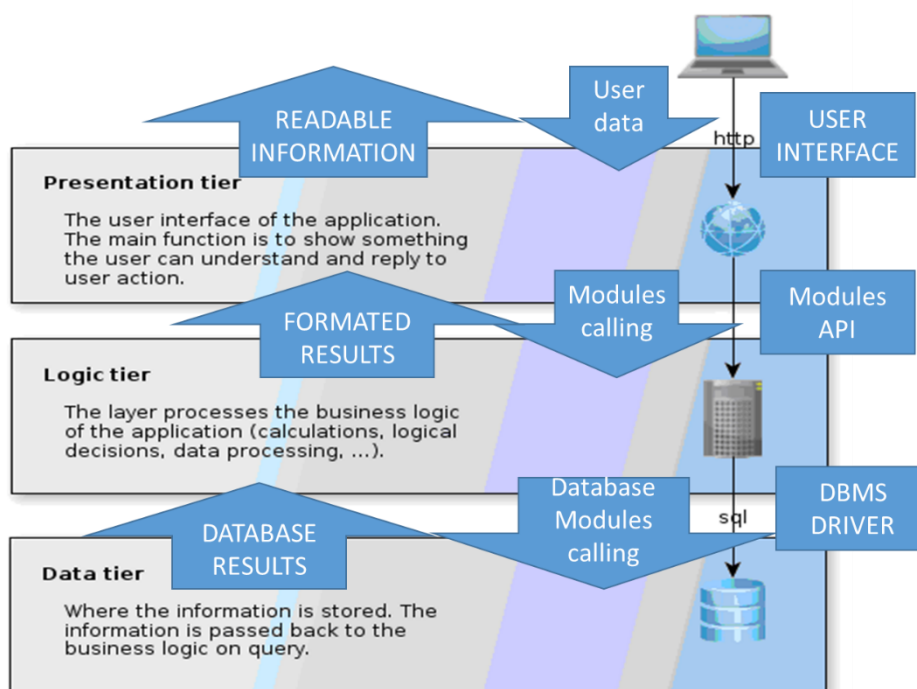 READABLE
INFORMATION
User
data
http
USER
INTERFACE
Presentation tier
The user interface of the application.
The main function is to show something
the user can understand and reply to
user action.
FORMATED
RESULTS
Modules
calling
Modules
API
Logic tier
The layer processes the business logic
of the application (calculations, logical
decisions, data processing, ...).
DATABASE
RESULTS
Database
Modules
calling
sql
DBMS
DRIVER
Data tier
Where the information is stored. The
information is passed back to the
business logic on query.